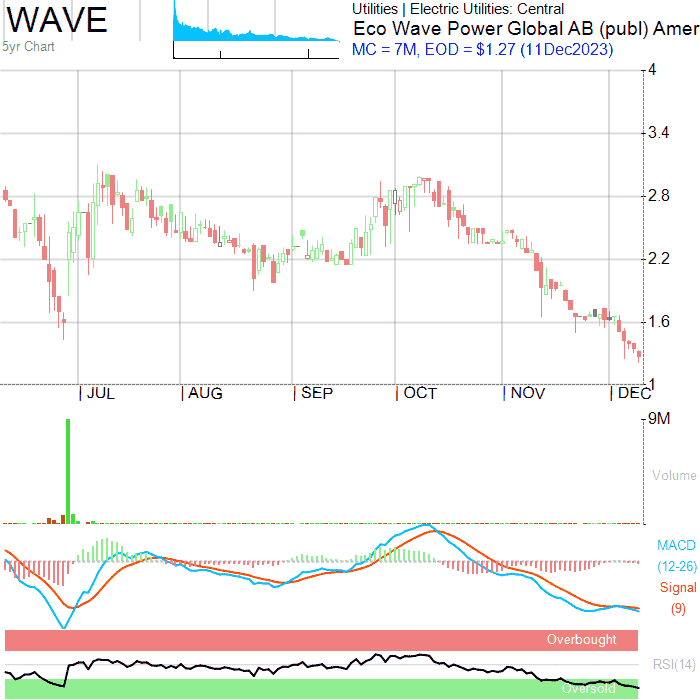 WAVE
5yr Chart
Utilities | Electric Utilities: Central
Eco Wave Power Global AB (publ) Amer
MC = 7M, EOD = $1.27 (11Dec2023)
4
3.4
2.8
2.2
1.6
1
JUL AUG SEP OCT NOV DEC
9M
Volume
MACD
(12-26)
Signal
(9)
Overbought
RSI(14)
Oversold